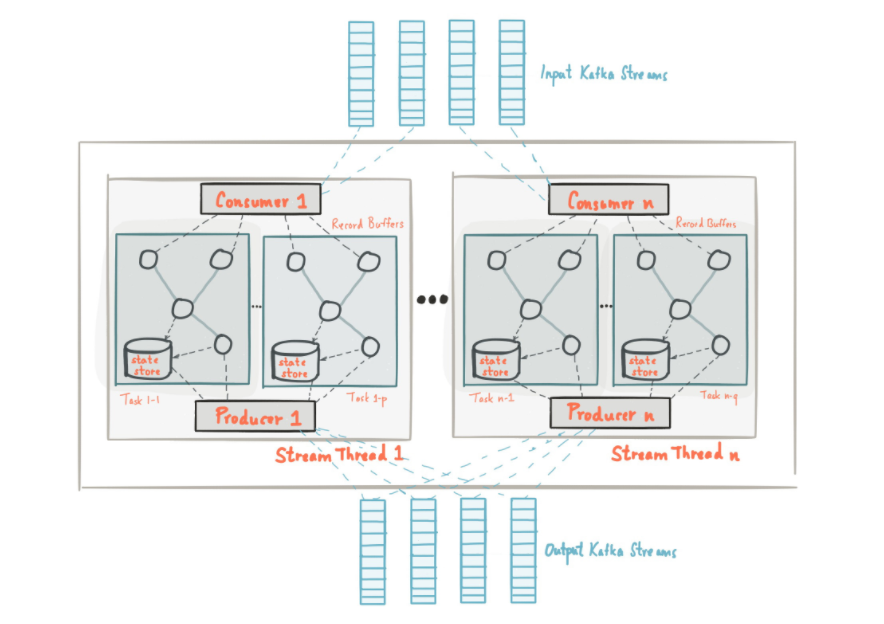 Input Kafka Streams
Consumer 1
Consumer n
Record Buffers
Record Buffers
state
store
state
store
state
store
state
store
Task 1-1
Task 1-p
Task n-1
Task n-q
Producer 1
Producer n
Stream Thread 1
Stream Thread n
Output Kafka Streams